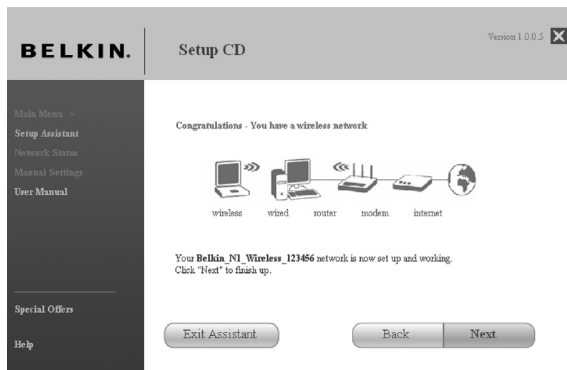 BELKIN.
Setup CD
Version 1.0.0.5
Main Menu >
Setup Assistant
Network Status
Manual Settings
User Manual
Special Offers
Help
Congratulations - You have a wireless network
wireless wired router modem internet
Your Belkin_N1_Wireless_123456 network is now set up and working.
Click "Next" to finish up.
Exit Assistant
Back
Next